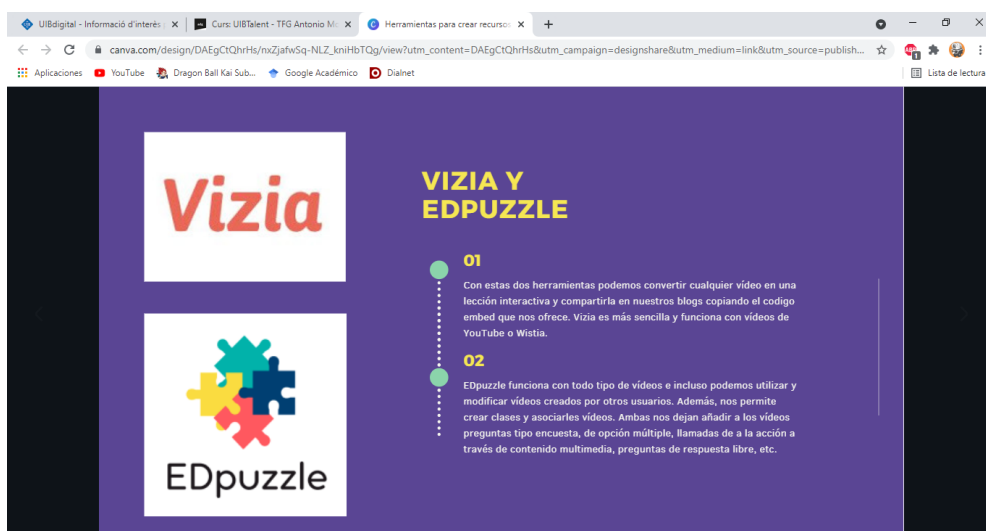 UIBdigital - Informació d'interès p
Curs: UIBTalent - TFG Antonio Mo
Herramientas para crear recursos
canva.com/design/DAEgCtQhrHs/nxZjafwSq-NLZ_kniHbTQg/view?utm_content=DAEgCtQhrHs&utm_campaign=designshare&utm_medium=link&utm_source=publish...
Aplicaciones
YouTube
Dragon Ball Kai Sub...
Google Académico
Dialnet
Lista de lectura
Vizia
VIZIA Y
EDPUZZLE
01
Con estas dos herramientas podemos convertir cualquier vídeo en una
lección interactiva y compartirla en nuestros blogs copiando el codigo
embed que nos ofrece. Vizia es más sencilla y funciona con vídeos de
YouTube o Wistia.
02
EDpuzzle funciona con todo tipo de vídeos e incluso podemos utilizar y
modificar vídeos creados por otros usuarios. Además, nos permite
crear clases y asociarles vídeos. Ambas nos dejan añadir a los vídeos
preguntas tipo encuesta, de opción múltiple, llamadas de a la acción a
través de contenido multimedia, preguntas de respuesta libre, etc.
EDpuzzle